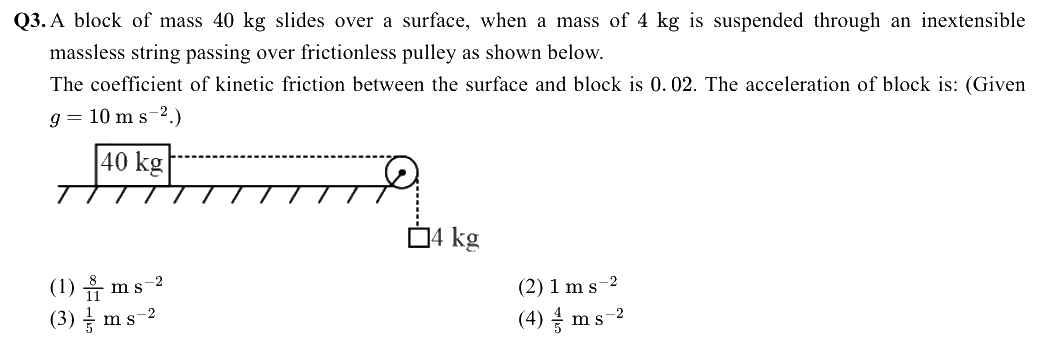 Q3. A block of mass 40 kg slides over a surface, when a mass of 4 kg is suspended through an inextensible
massless string passing over frictionless pulley as shown below.
The coefficient of kinetic friction between the surface and block is 0.02. The acceleration of block is: (Given
g = 10 m s⁻².)
40 kg
4 kg
(1) 8/11 m s⁻² (2) 1 m s⁻²
(3) 1/5 m s⁻² (4) 4/5 m s⁻²